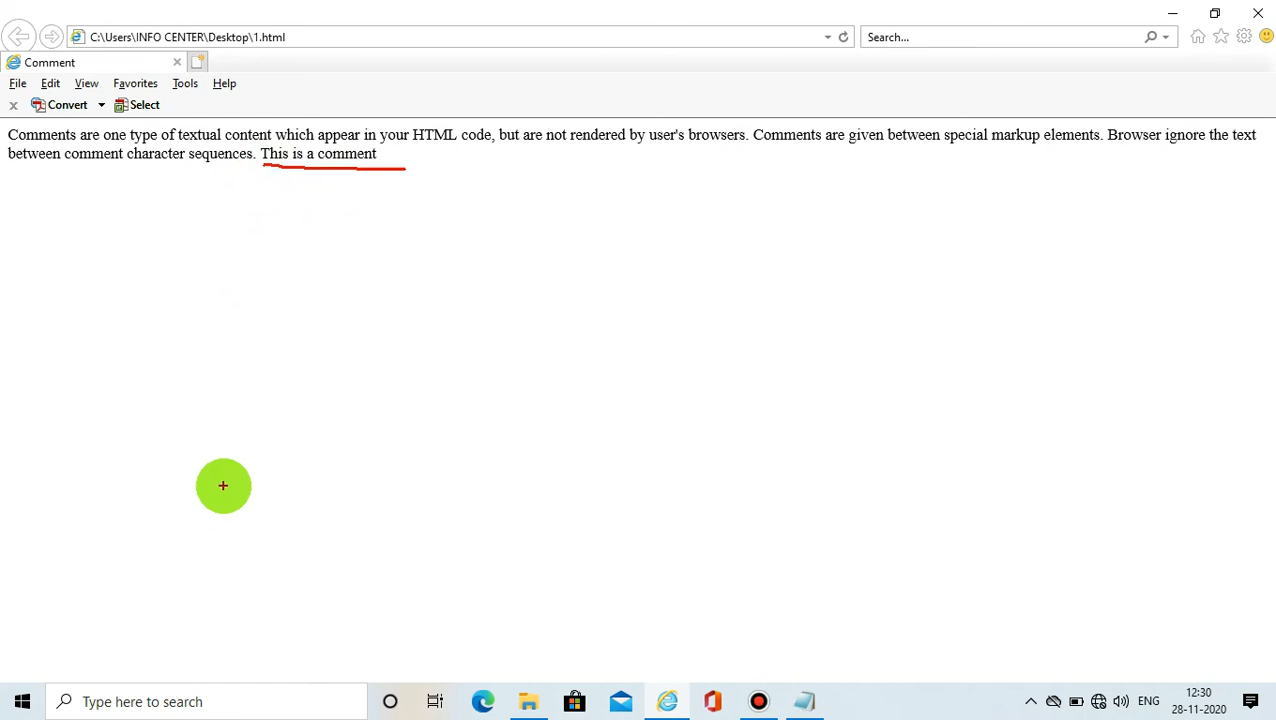 C:\Users\INFO CENTER\Desktop\1.html
Search...
Comment
File Edit View Favorites Tools Help
x Convert Select
Comments are one type of textual content which appear in your HTML code, but are not rendered by user's browsers. Comments are given between special markup elements. Browser ignore the text
between comment character sequences. This is a comment
Type here to search
ENG
12:30
28-11-2020